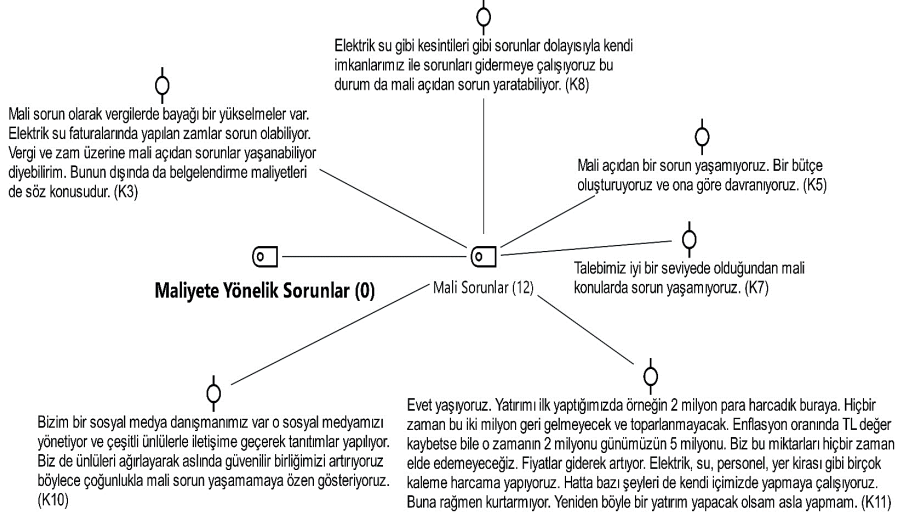 Elektrik su gibi kesintileri gibi sorunlar dolayısıyla kendi
imkanlarımız ile sorunları gidermeye çalışıyoruz bu
durum da mali açıdan sorun yaratabiliyor. (K8)
Mali sorun olarak vergilerde bayağı bir yükselmeler var.
Elektrik su faturalarında yapılan zamlar sorun olabiliyor.
Vergi ve zam üzerine mali açıdan sorunlar yaşanabiliyor
diyebilirim. Bunun dışında da belgelendirme maliyetleri
de söz konusudur. (K3)
Mali açıdan bir sorun yaşamıyoruz. Bir bütçe
oluşturuyoruz ve ona göre davranıyoruz. (K5)
Talebimiz iyi bir seviyede olduğundan mali
konularda sorun yaşamıyoruz. (K7)
Maliyete Yönelik Sorunlar (0)
Mali Sorunlar (12)
Bizim bir sosyal medya danışmanımız var o sosyal medyamızı
yönetiyor ve çeşitli ünlülerle iletişime geçerek tanıtımlar yapılıyor.
Biz de ünlüleri ağırlayarak aslında güvenilir birliğimizi artırıyoruz
böylece çoğunlukla mali sorun yaşamamaya özen gösteriyoruz.
(K10)
Evet yaşıyoruz. Yatırımı ilk yaptığımızda örneğin 2 milyon para harcadık buraya. Hiçbir
zaman bu iki milyon geri gelmeyecek ve toparlanmayacak. Enflasyon oranında TL değer
kaybetse bile o zamanın 2 milyonu günümüzün 5 milyonu. Biz bu miktarları hiçbir zaman
elde edemeyeceğiz. Fiyatlar giderek artıyor. Elektrik, su, personel, yer kirası gibi birçok
kaleme harcama yapıyoruz. Hatta bazı şeyleri de kendi içimizde yapmaya çalışıyoruz.
Buna rağmen kurtarmıyor. Yeniden böyle bir yatırım yapacak olsam asla yapmam. (K11)